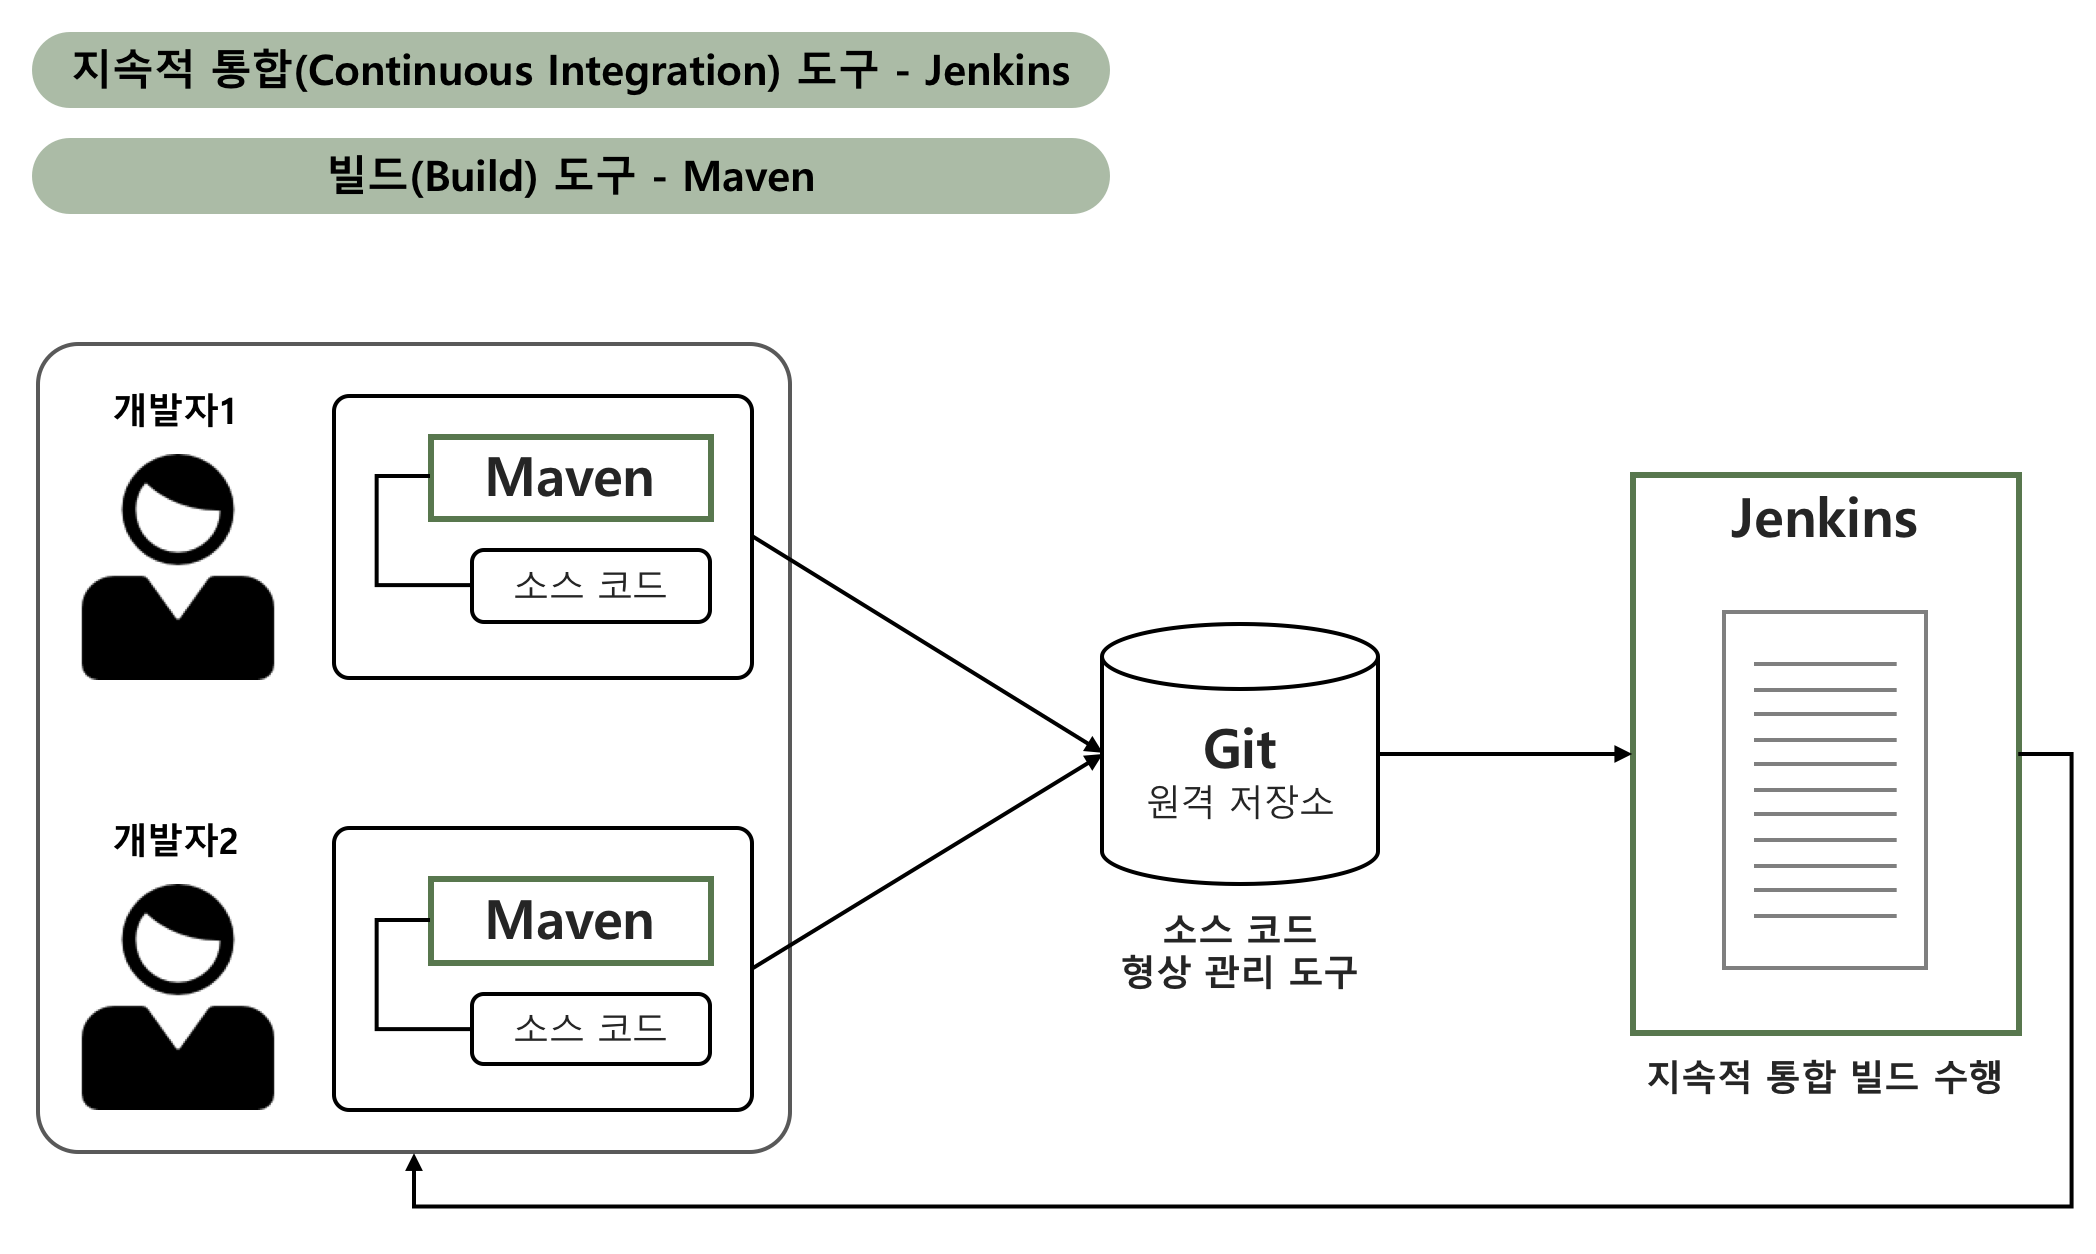 지속적 통합(Continuous Integration) 도구 - Jenkins
빌드(Build) 도구 - Maven
개발자1
Maven
소스 코드
개발자2
Maven
소스 코드
Git
원격 저장소
소스 코드
형상 관리 도구
Jenkins
지속적 통합 빌드 수행